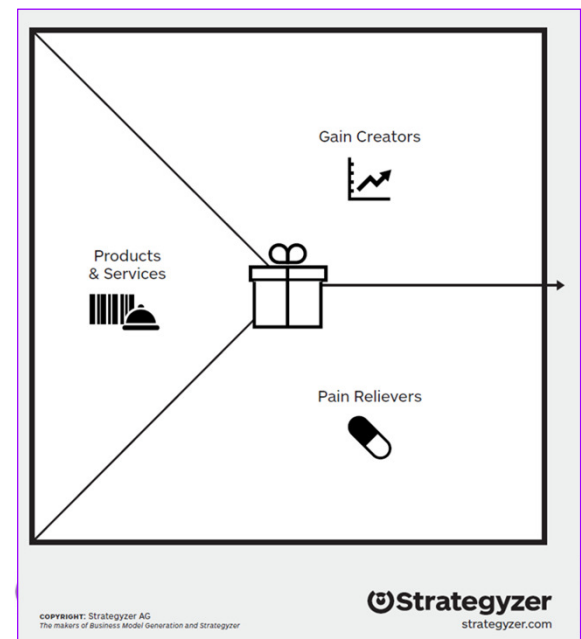 Gain Creators
Products
& Services
Pain Relievers
COPYRIGHT: Strategyzer AG
The makers of Business Model Generation and Strategyzer
Strategyzer
strategyzer.com